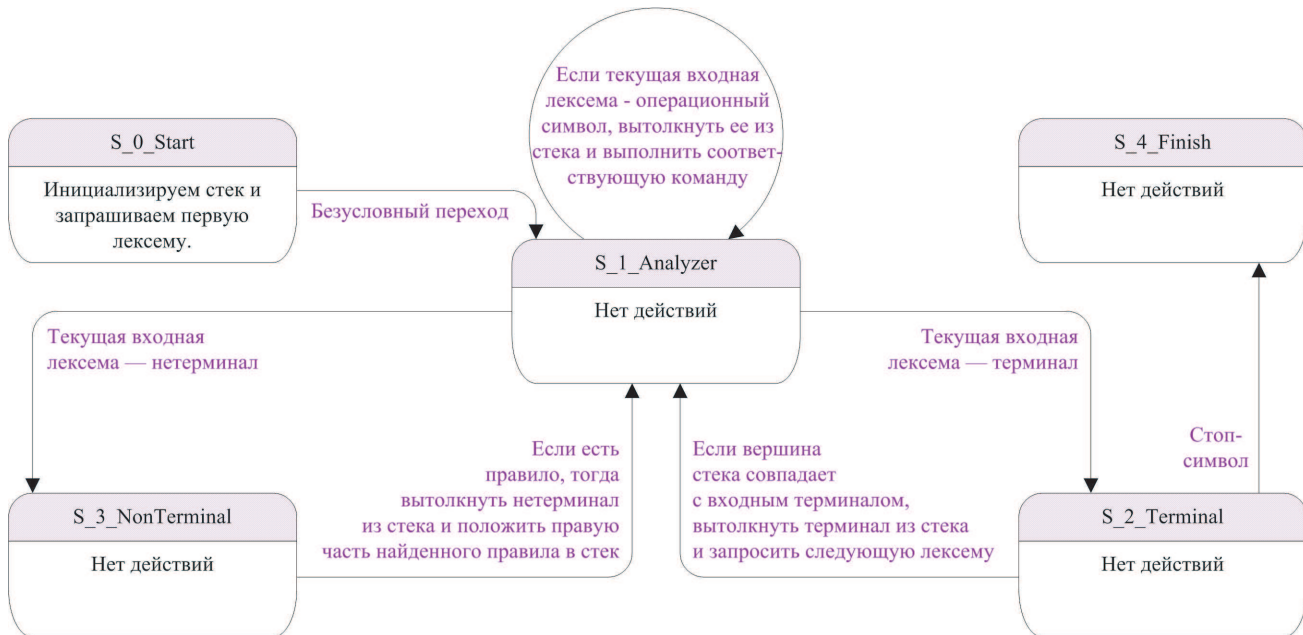 Если текущая входная
лексема - операционный
символ, вытолкнуть ее из
стека и выполнить соответ-
ствующую команду
S_0_Start
Инициализируем стек и
запрашиваем первую
лексему.
Безусловный переход
S_4_Finish
Нет действий
S_1_Analyzer
Нет действий
Текущая входная
лексема — нетерминал
Текущая входная
лексема — терминал
Если есть
правило, тогда
вытолкнуть нетерминал
из стека и положить правую
часть найденного правила в стек
Если вершина
стека совпадает
с входным терминалом,
вытолкнуть терминал из стека
и запросить следующую лексему
Стоп-
символ
S_3_NonTerminal
Нет действий
S_2_Terminal
Нет действий